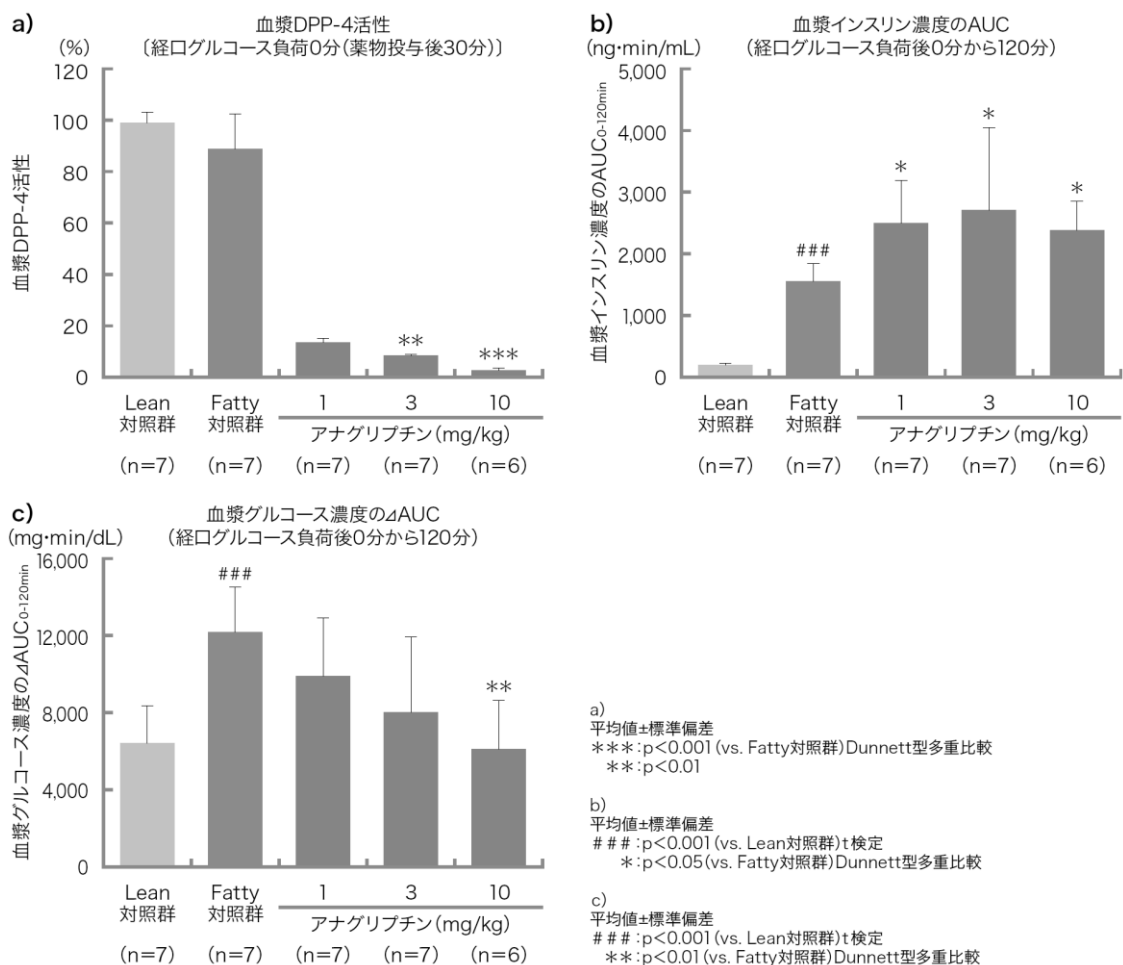 a)
血漿DPP-4活性
〔経口グルコース負荷0分(薬物投与後30分)〕
(%)
120
100
80
60
40
20
0
血漿DPP-4活性
**
***
Lean
対照群
Fatty
対照群
1
3
10
アナグリプチン(mg/kg)
(n=7)
(n=7)
(n=7)
(n=7)
(n=6)
b)
血漿インスリン濃度のAUC
(経口グルコース負荷後0分から120分)
(ng・min/mL)
5,000
4,000
3,000
2,000
1,000
0
血漿インスリン濃度のAUC0-120min
###
*
*
*
Lean
対照群
Fatty
対照群
1
3
10
アナグリプチン(mg/kg)
(n=7)
(n=7)
(n=7)
(n=7)
(n=6)
c)
血漿グルコース濃度の⊿AUC
(経口グルコース負荷後0分から120分)
(mg・min/dL)
16,000
12,000
8,000
4,000
0
血漿グルコース濃度の⊿AUC0-120min
###
**
Lean
対照群
Fatty
対照群
1
3
10
アナグリプチン(mg/kg)
(n=7)
(n=7)
(n=7)
(n=7)
(n=6)
a)
平均値±標準偏差
***:p<0.001(vs. Fatty対照群)Dunnett型多重比較
**:p<0.01
b)
平均値±標準偏差
###:p<0.001(vs. Lean対照群)t検定
*:p<0.05(vs. Fatty対照群)Dunnett型多重比較
c)
平均値±標準偏差
###:p<0.001(vs. Lean対照群)t検定
**:p<0.01(vs. Fatty対照群)Dunnett型多重比較